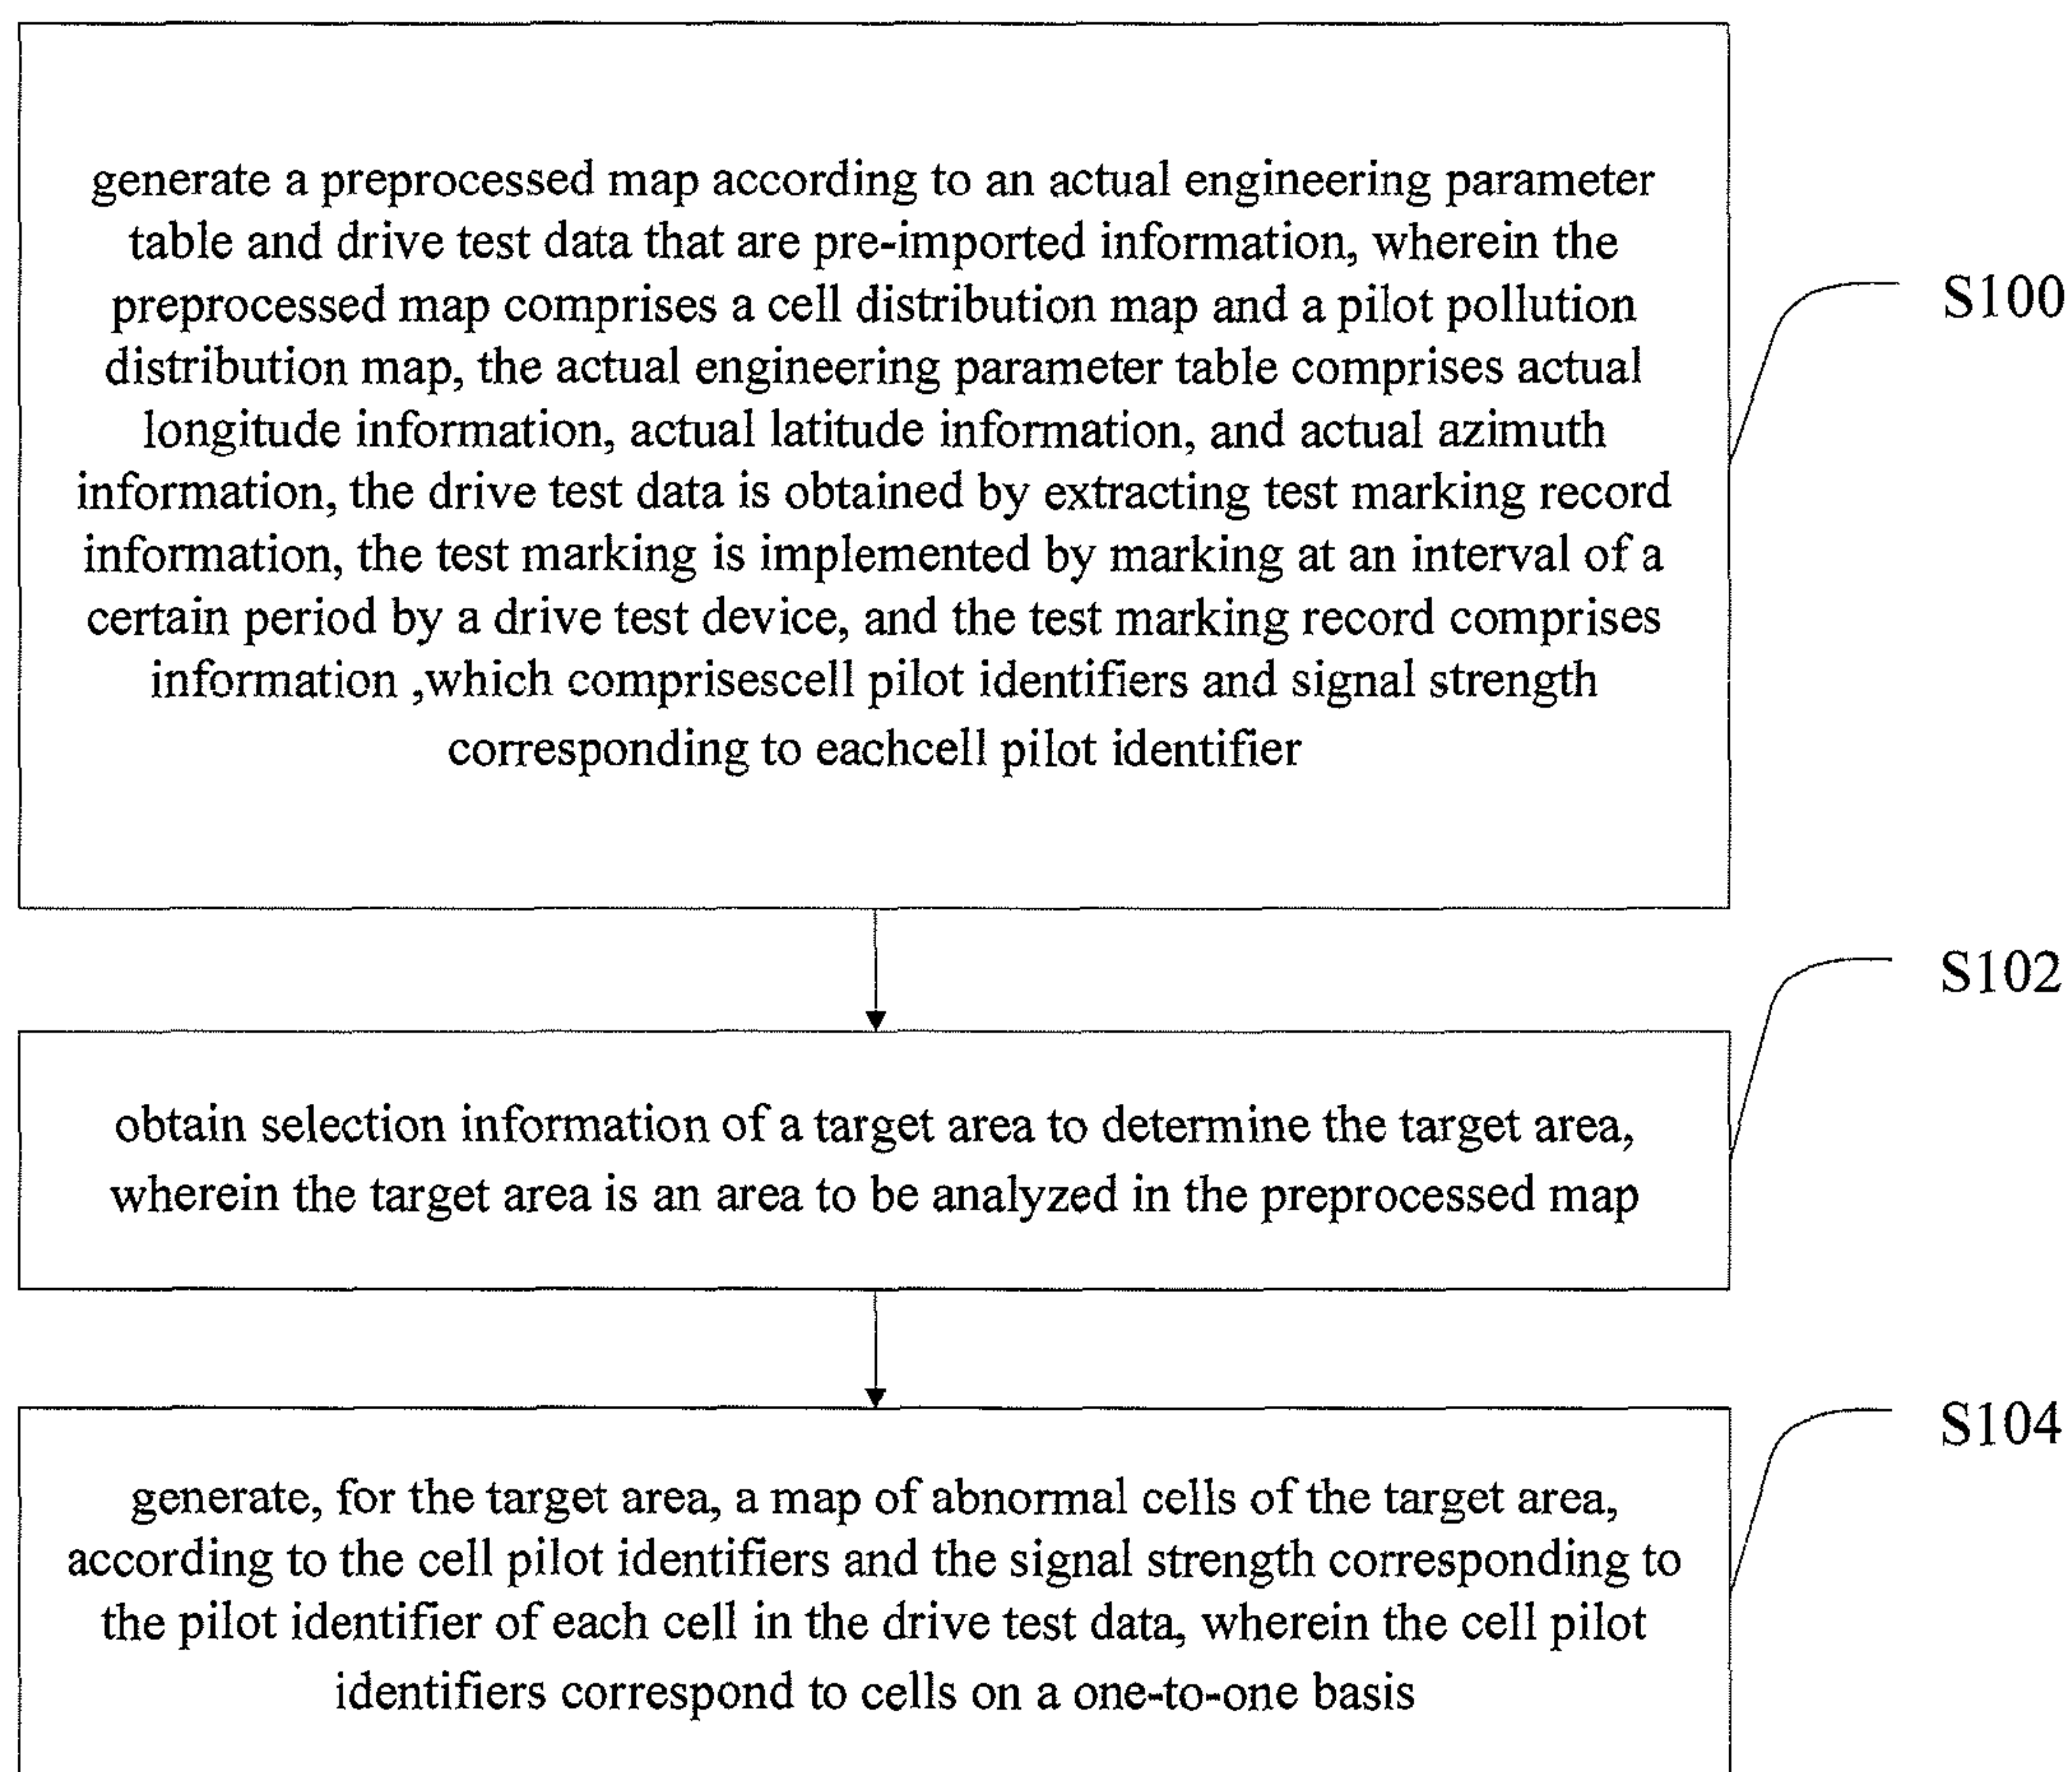 generate a preprocessed map according to an actual engineering parameter
table and drive test data that are pre-imported information, wherein the
preprocessed map comprises a cell distribution map and a pilot pollution
distribution map, the actual engineering parameter table comprises actual
longitude information, actual latitude information, and actual azimuth
information, the drive test data is obtained by extracting test marking record
information, the test marking is implemented by marking at an interval of a
certain period by a drive test device, and the test marking record comprises
information ,which comprisescell pilot identifiers and signal strength
corresponding to eachcell pilot identifier
S100
S102
obtain selection information of a target area to determine the target area,
wherein the target area is an area to be analyzed in the preprocessed map
S104
generate, for the target area, a map of abnormal cells of the target area,
according to the cell pilot identifiers and the signal strength corresponding to
the pilot identifier of each cell in the drive test data, wherein the cell pilot
identifiers correspond to cells on a one-to-one basis